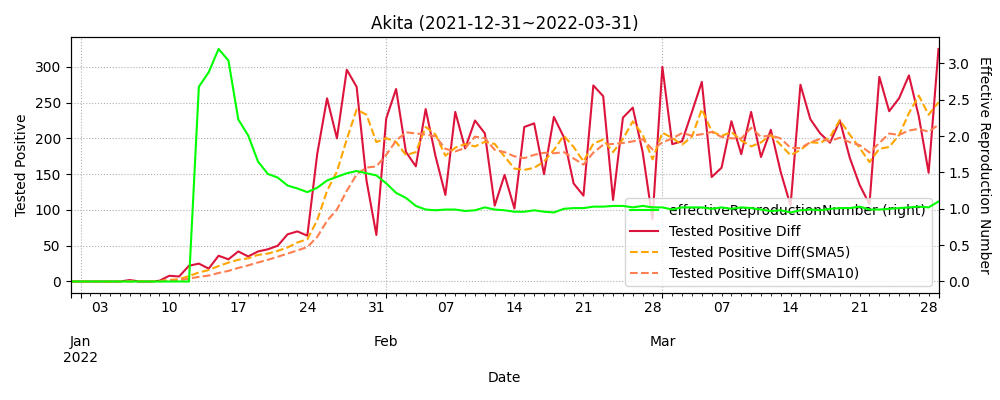 Akita (2021-12-31~2022-03-31)
Tested Positive
300
250
200
150
100
50
0
3.0
2.5
2.0
1.5
1.0
0.5
0.0
Effective Reproduction Number
effectiveReproductionNumber (right)
Tested Positive Diff
Tested Positive Diff(SMA5)
Tested Positive Diff(SMA10)
03 10 17 24 31 07 14 21 28 07 14 21 28
Jan Feb Mar
2022
Date